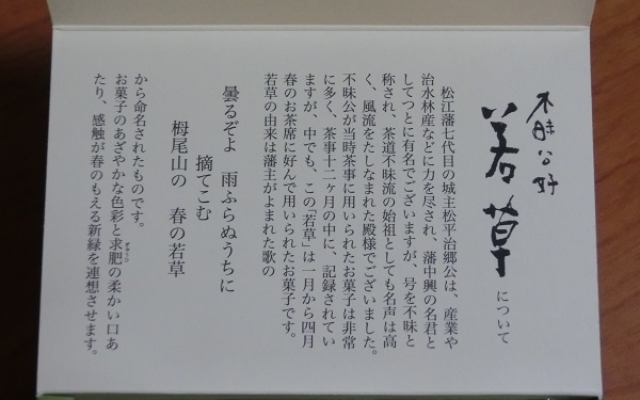 不昧公好
若草について
松江藩七代目の城主松平治郷公は、産業や
治水林産などに力を尽され、藩中興の名君と
してつとに有名でございますが、号を不昧と
称され、茶道不昧流の始祖としても名声は高
く、風流をたしなまれた殿様でございました。
不昧公が当時茶事に用いられたお菓子は非常
に多く、茶事十二ヶ月の中に、記録されてい
ますが、中でも、この「若草」は一月から四月
春のお茶席に好んで用いられたお菓子です。
若草の由来は藩主がよまれた歌の
曇るぞよ 雨ふらぬうちに
摘てこむ
栂尾山の 春の若草
から命名されたものです。
お菓子のあざやかな色彩と求肥の柔かい口あ
たり、感触が春のもえる新緑を連想させます。